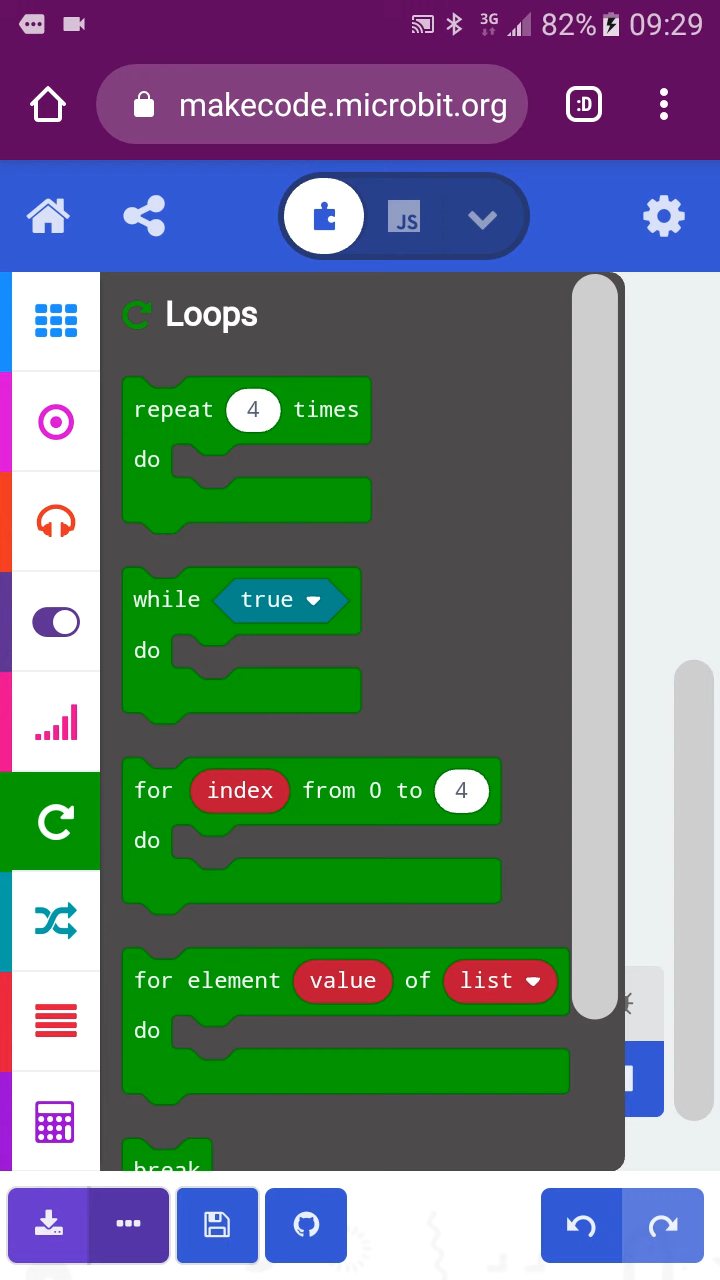 3G 82% 09:29
makecode.microbit.org :D
JS
Loops
repeat 4 times
do
while true
do
for index from 0 to 4
do
for element value of list
do
break